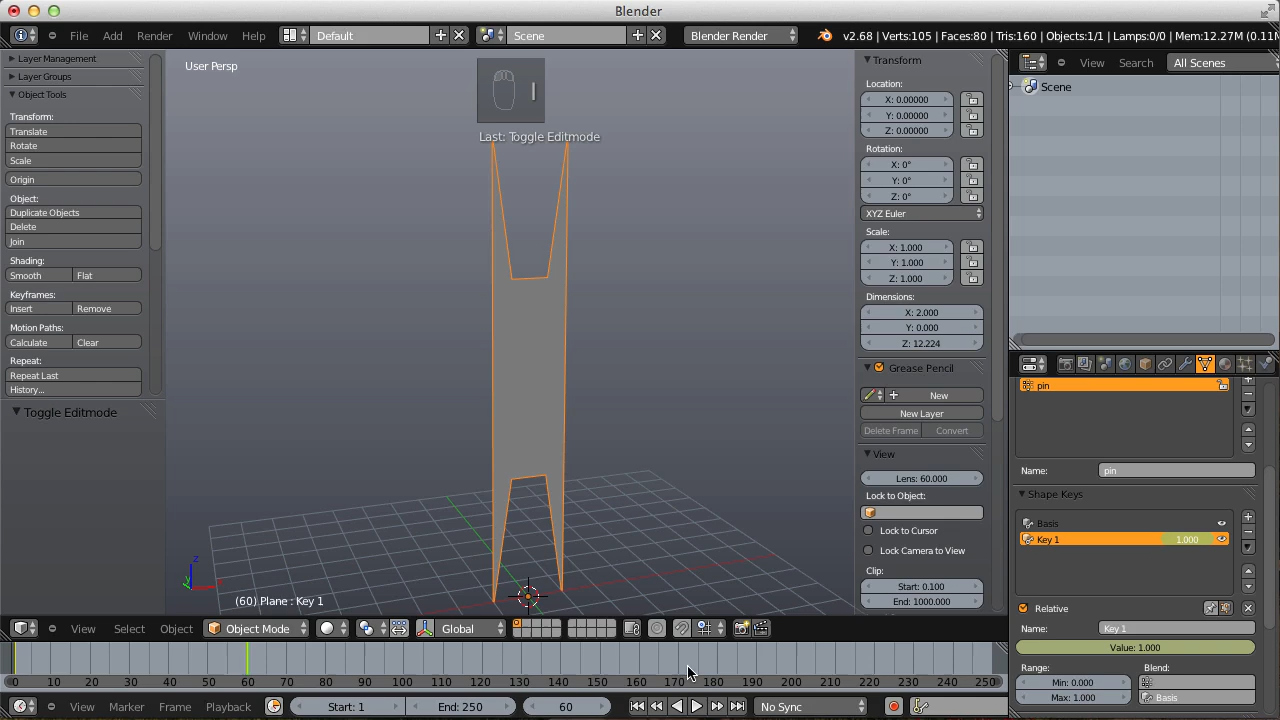 Blender
File Add Render Window Help Default Scene Blender Render v2.68 | Verts:105 | Faces:80 | Tris:160 | Objects:1/1 | Lamps:0/0 | Mem:12.27M (0.11M
Layer Management
Layer Groups
Object Tools
Transform:
Translate
Rotate
Scale
Origin
Object:
Duplicate Objects
Delete
Join
Shading:
Smooth Flat
Keyframes:
Insert Remove
Motion Paths:
Calculate Clear
Repeat:
Repeat Last
History...
Toggle Editmode
User Persp
Last: Toggle Editmode
z
y
(60) Plane : Key 1
Transform
Location:
X: 0.00000
Y: 0.00000
Z: 0.00000
Rotation:
X: 0°
Y: 0°
Z: 0°
XYZ Euler
Scale:
X: 1.000
Y: 1.000
Z: 1.000
Dimensions:
X: 2.000
Y: 0.000
Z: 12.224
Grease Pencil
New
New Layer
Delete Frame Convert
View
Lens: 60.000
Lock to Object:
Lock to Cursor
Lock Camera to View
Clip:
Start: 0.100
End: 1000.000
View Search All Scenes
Scene
pin
Name: pin
Shape Keys
Basis
Key 1 1.000
Relative
Name: Key 1
Value: 1.000
Range: Blend:
Min: 0.000
Max: 1.000 Basis
View Select Object Object Mode Global
0 10 20 30 40 50 60 70 80 90 100 110 120 130 140 150 160 170 180 190 200 210 220 230 240 250
View Marker Frame Playback Start: 1 End: 250 60 No Sync